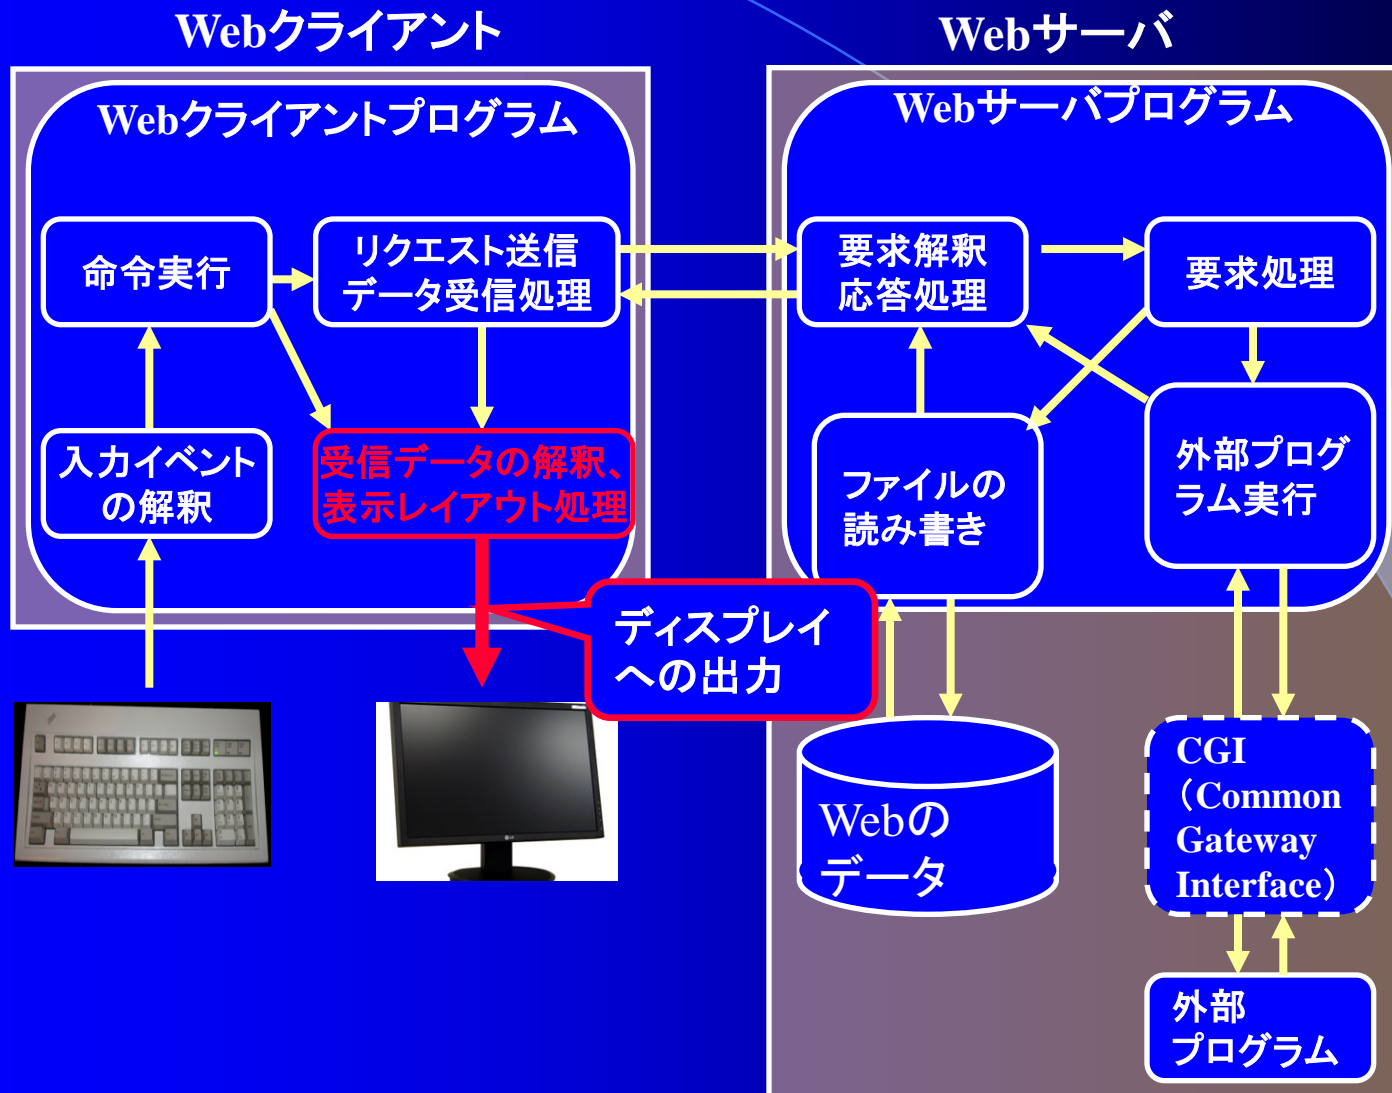 Webクライアント
Webサーバ
Webクライアントプログラム
Webサーバプログラム
命令実行
リクエスト送信
データ受信処理
要求解釈
応答処理
要求処理
入力イベント
の解釈
受信データの解釈、
表示レイアウト処理
ファイルの
読み書き
外部プログ
ラム実行
ディスプレイ
への出力
Webの
データ
CGI
（Common
Gateway
Interface）
外部
プログラム